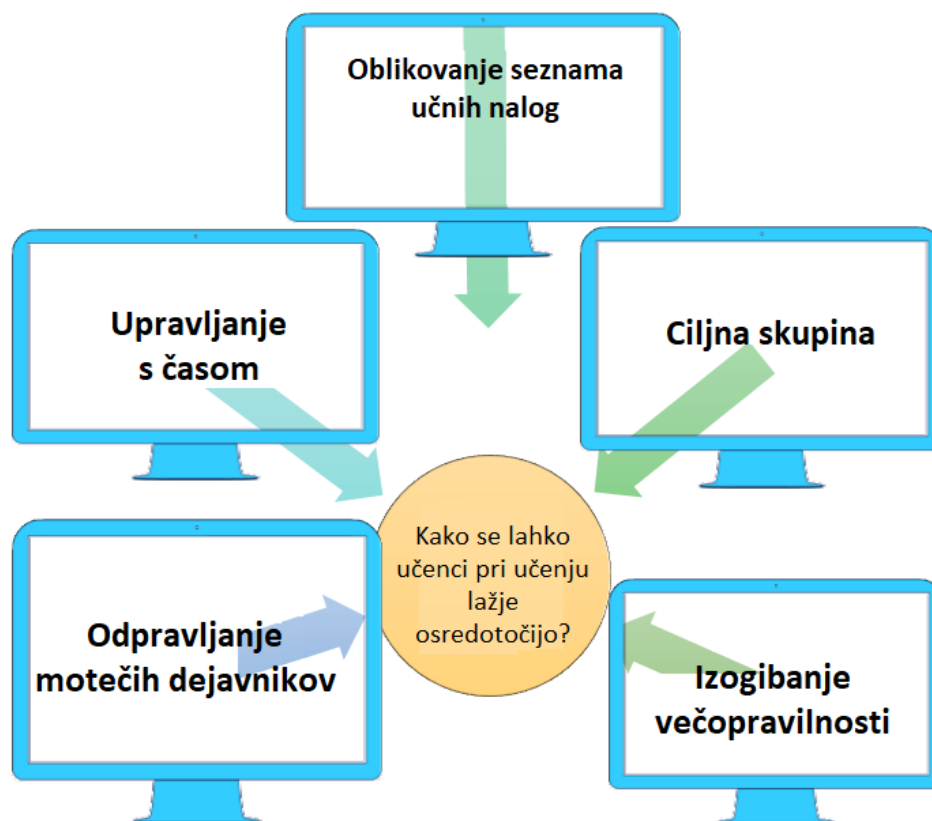 Oblikovanje seznama
učnih nalog
Upravljanje
s časom
Ciljna skupina
Kako se lahko
učenci pri učenju
lažje
osredotočijo?
Odpravljanje
motečih dejavnikov
Izogibanje
večopravilnosti